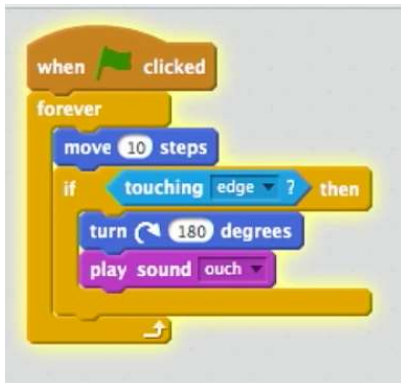 when clicked
forever
move 10 steps
if touching edge ? then
turn 180 degrees
play sound ouch